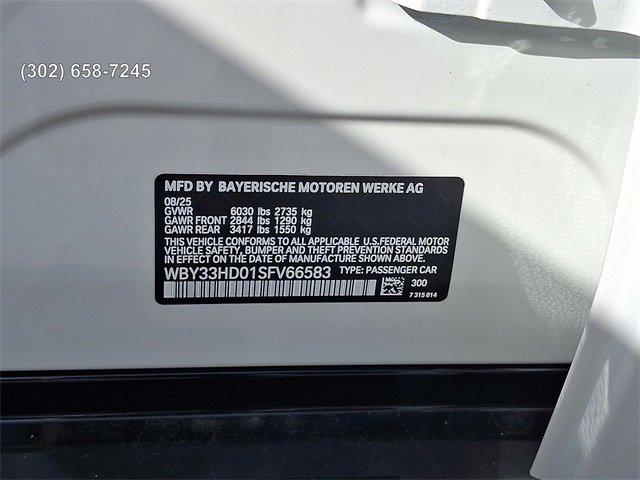 (302) 658-7245
MFD BY BAYERISCHE MOTOREN WERKE AG
08/25
GVWR 6030 lbs 2735 kg
GAWR FRONT 2844 lbs 1290 kg
GAWR REAR 3417 lbs 1550 kg
THIS VEHICLE CONFORMS TO ALL APPLICABLE U.S.FEDERAL MOTOR
VEHICLE SAFETY, BUMPER AND THEFT PREVENTION STANDARDS
IN EFFECT ON THE DATE OF MANUFACTURE SHOWN ABOVE.
WBY33HD01SFV66583 TYPE: PASSENGER CAR
300
7 315 814